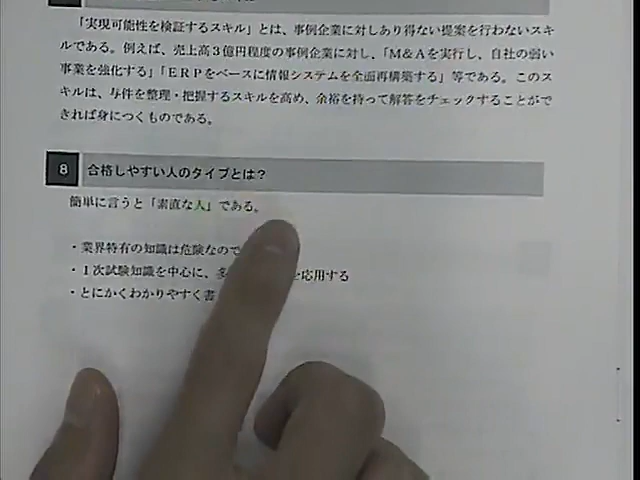 「実現可能性を検証するスキル」とは、事例企業に対しあり得ない提案を行わないスキ
ルである。例えば、売上高3億円程度の事例企業に対し、「M&Aを実行し、自社の弱い
事業を強化する」「ERPをベースに情報システムを全面再構築する」等である。このス
キルは、与件を整理・把握するスキルを高め、余裕を持って解答をチェックすることがで
きれば身につくものである。
8 合格しやすい人のタイプとは?
簡単に言うと「素直な人」である。
・業界特有の知識は危険なので
・1次試験知識を中心に、 を応用する
・とにかくわかりやすく書